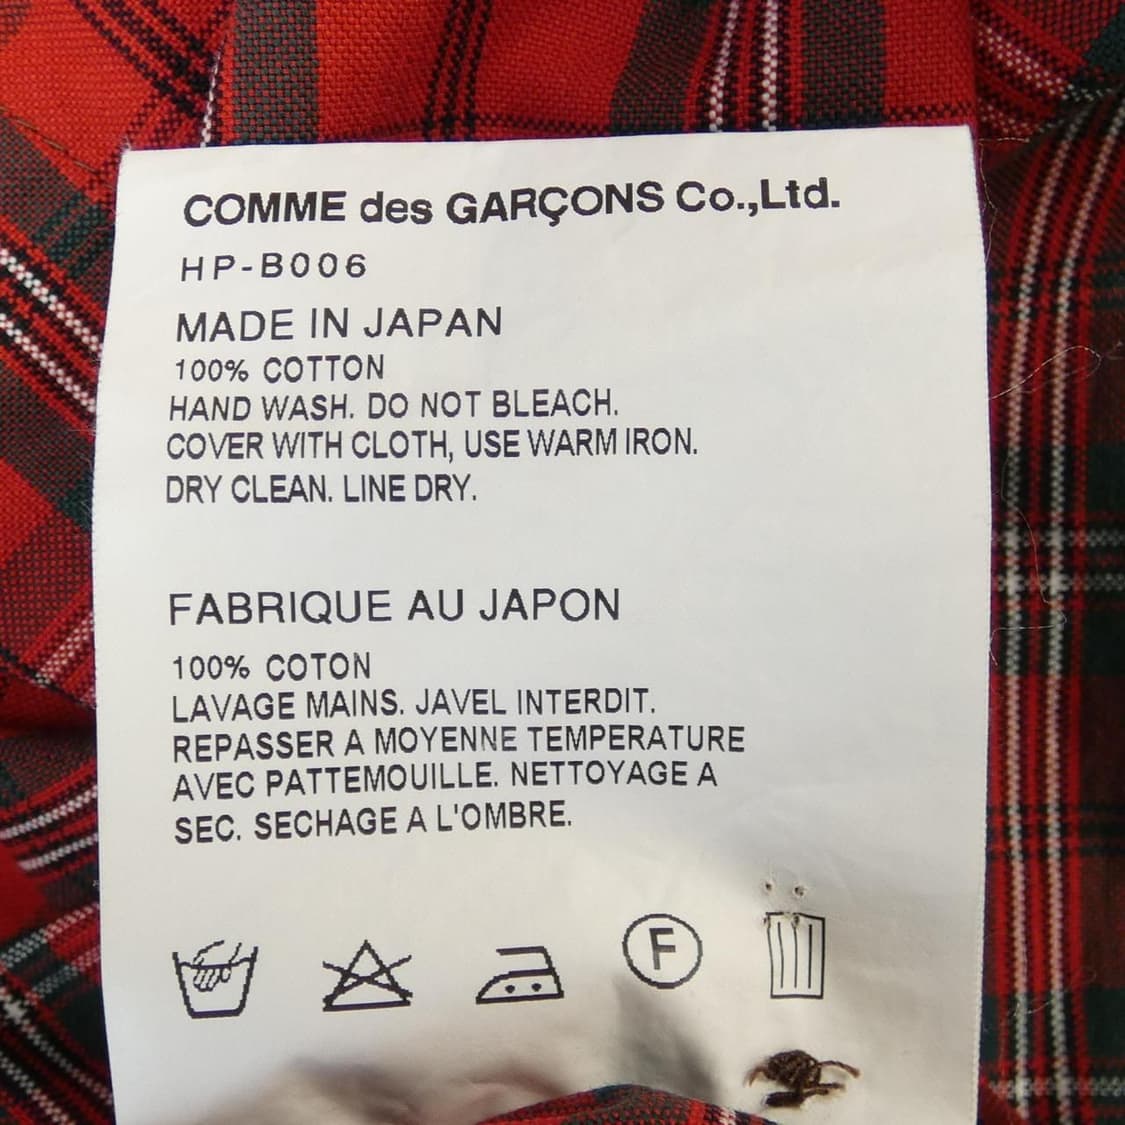 COMME des GARÇONS Co.,Ltd.
HP-B006
MADE IN JAPAN
100% COTTON
HAND WASH. DO NOT BLEACH.
COVER WITH CLOTH, USE WARM IRON.
DRY CLEAN. LINE DRY.
FABRIQUE AU JAPON
100% COTON
LAVAGE MAINS. JAVEL INTERDIT.
REPASSER A MOYENNE TEMPERATURE
AVEC PATTEMOUILLE. NETTOYAGE A
SEC. SECHAGE A L'OMBRE.
F